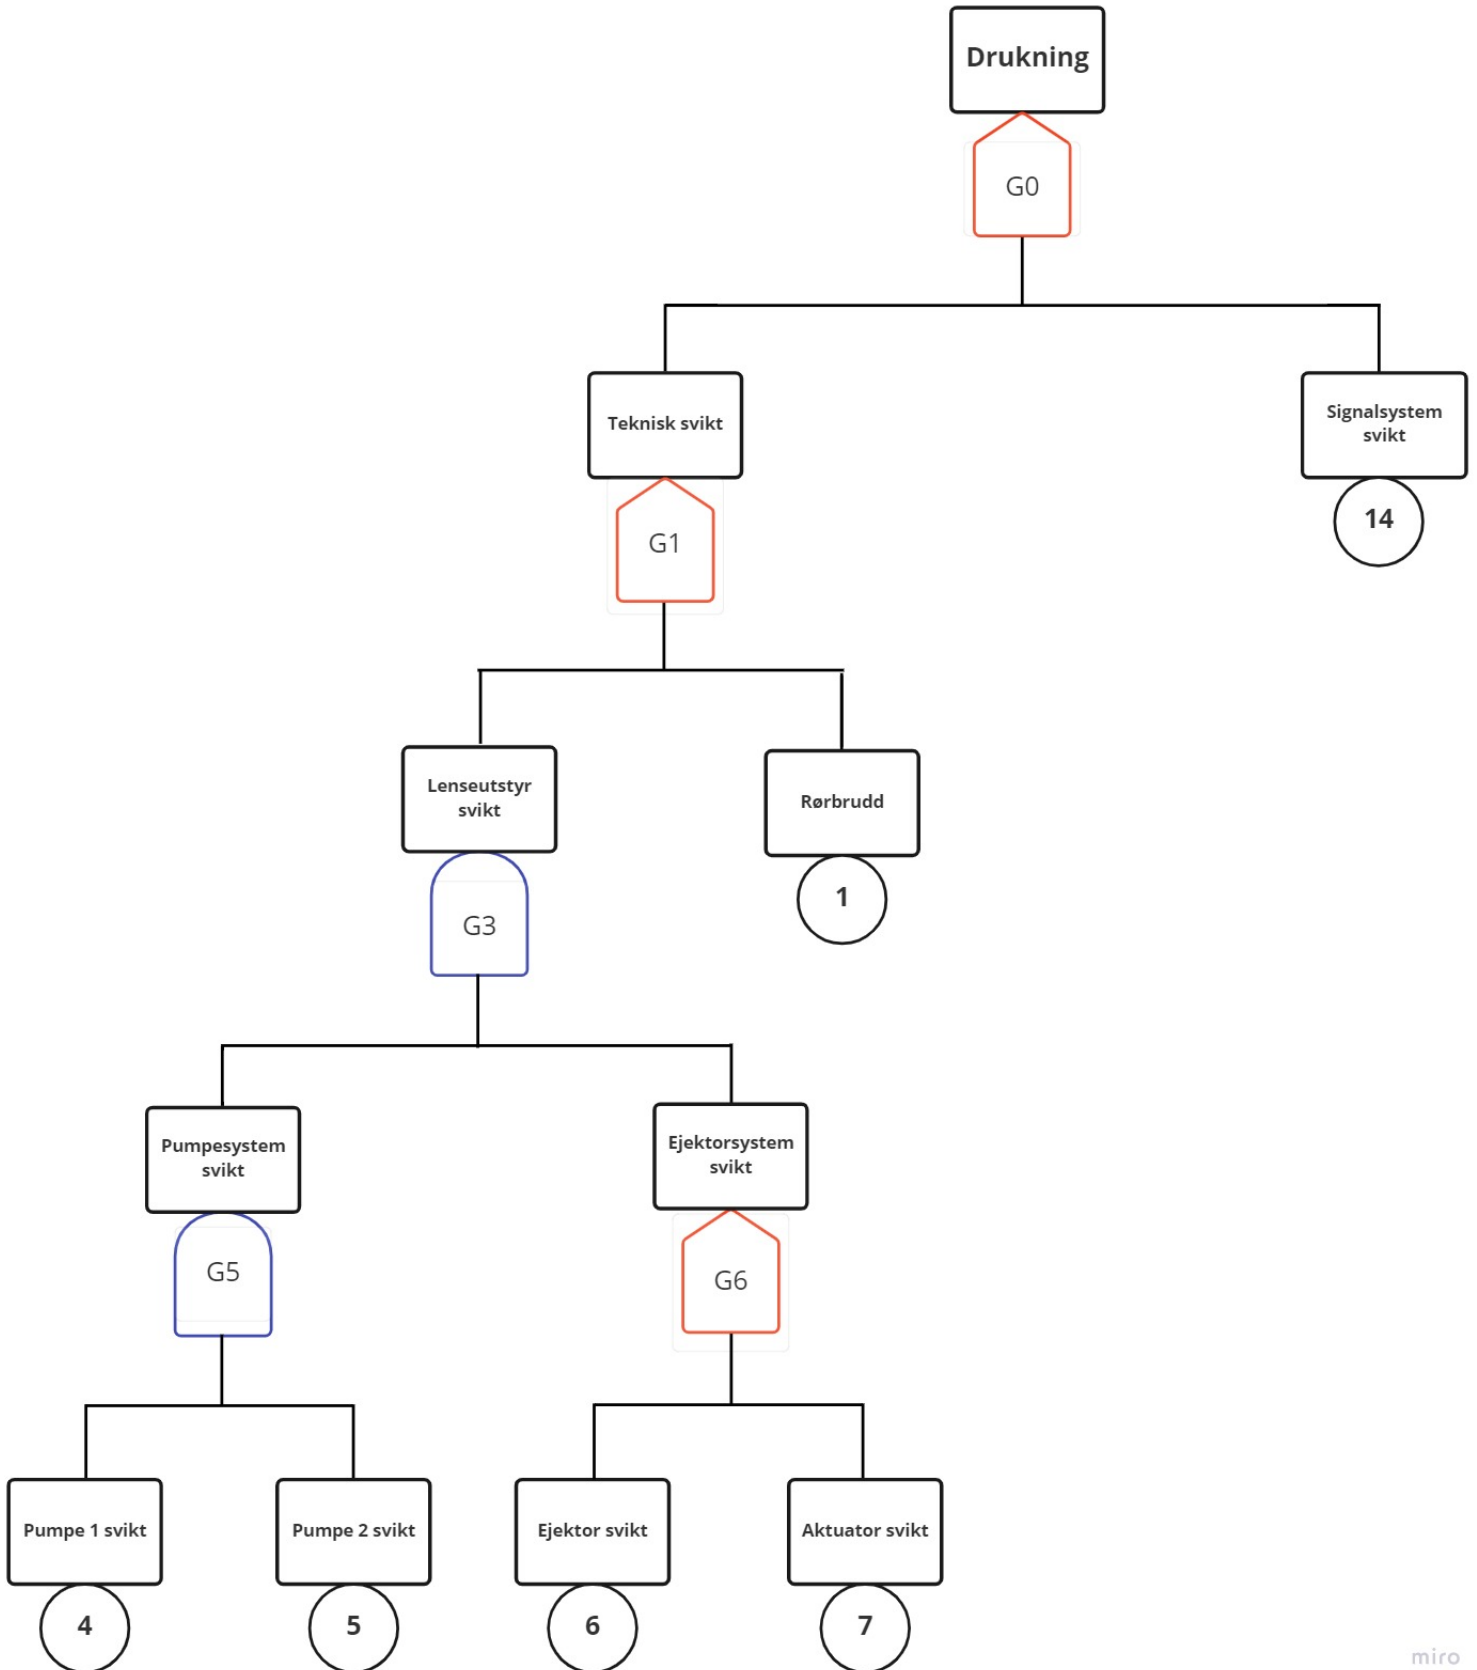 Drukning
G0
Teknisk svikt
Signalsystem
svikt
14
G1
Lenseutstyr
svikt
Rørbrudd
1
G3
Pumpesystem
svikt
Ejektorsystem
svikt
G5
G6
Pumpe 1 svikt
Pumpe 2 svikt
Ejektor svikt
Aktuator svikt
4
5
6
7
miro